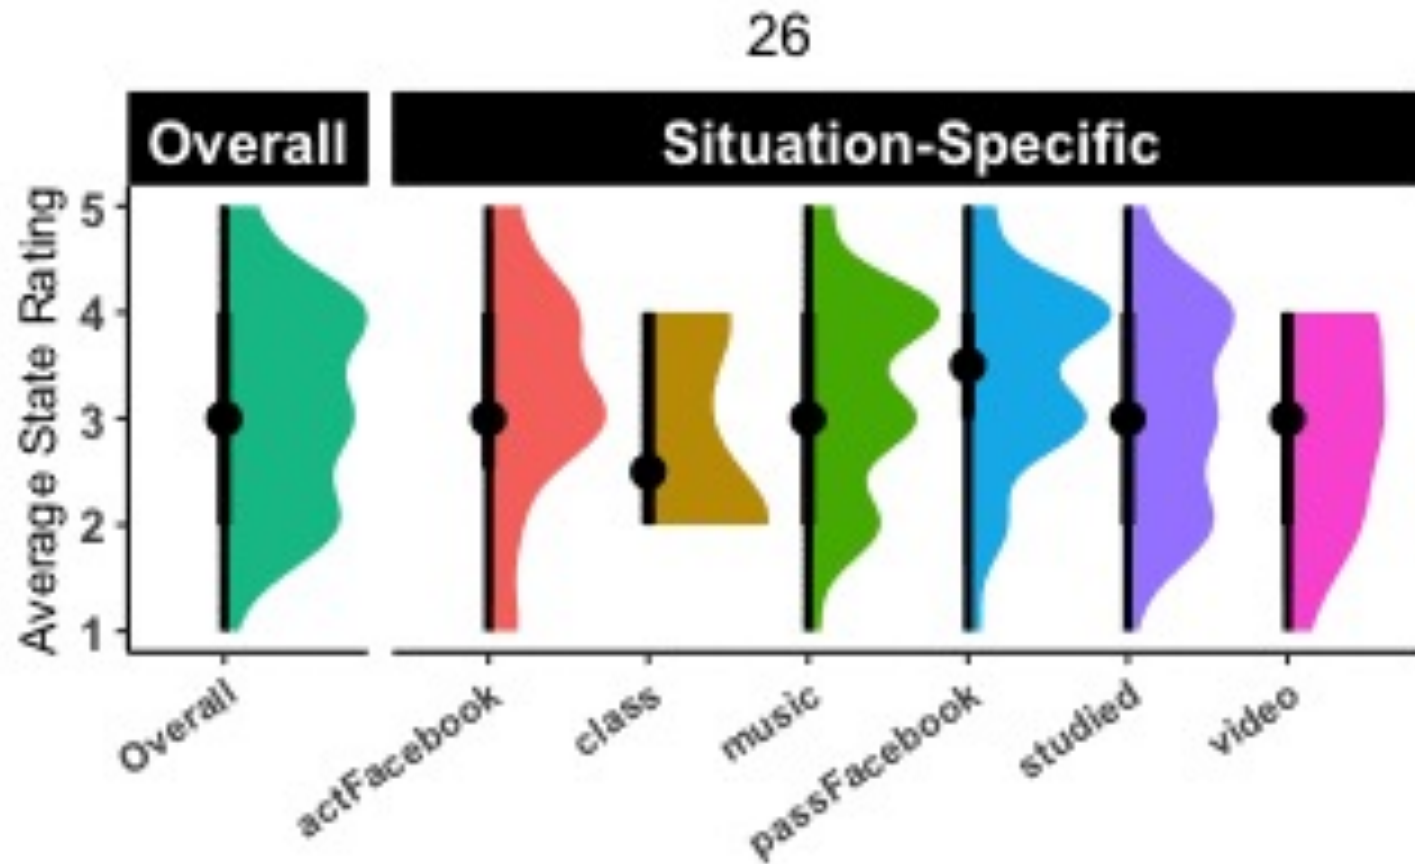 26
Overall
Situation-Specific
Average State Rating
5
4
3
2
1
Overall
actFacebook
class
music
passFacebook
studied
video